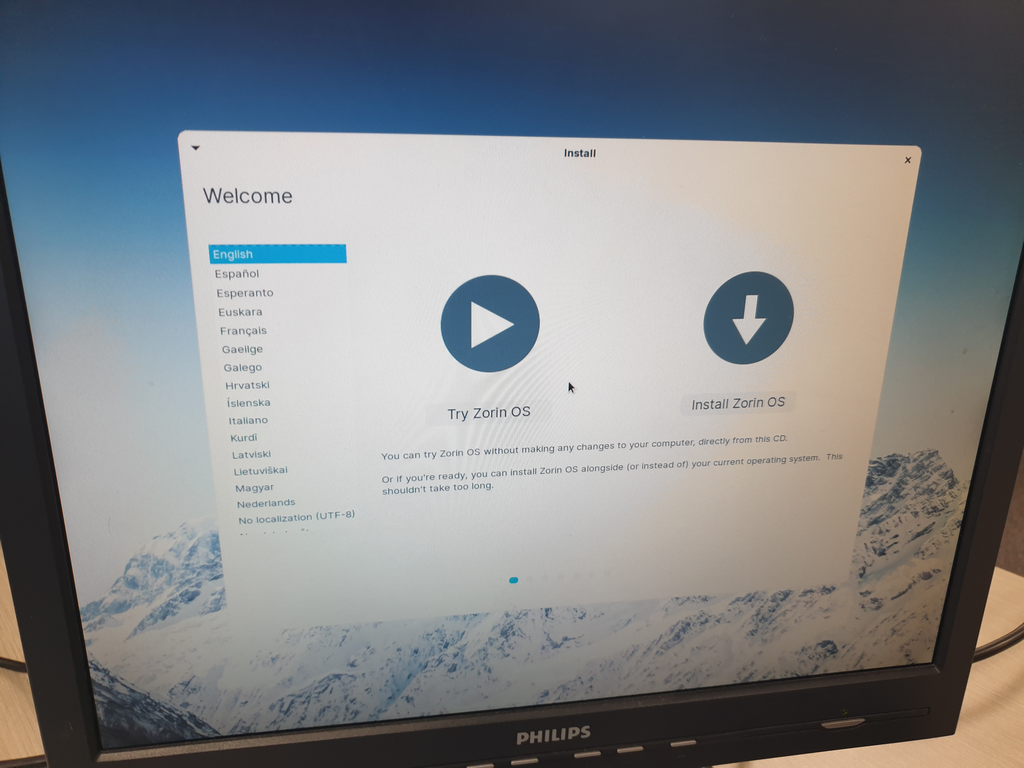 Install
Welcome
English
Español
Esperanto
Euskara
Français
Gaeilge
Galego
Hrvatski
Íslenska
Italiano
Kurdî
Latviski
Lietuviškai
Magyar
Nederlands
No localization (UTF-8)
Try Zorin OS
Install Zorin OS
You can try Zorin OS without making any changes to your computer, directly from this CD.
Or if you're ready, you can install Zorin OS alongside (or instead of) your current operating system. This
shouldn't take too long.
PHILIPS